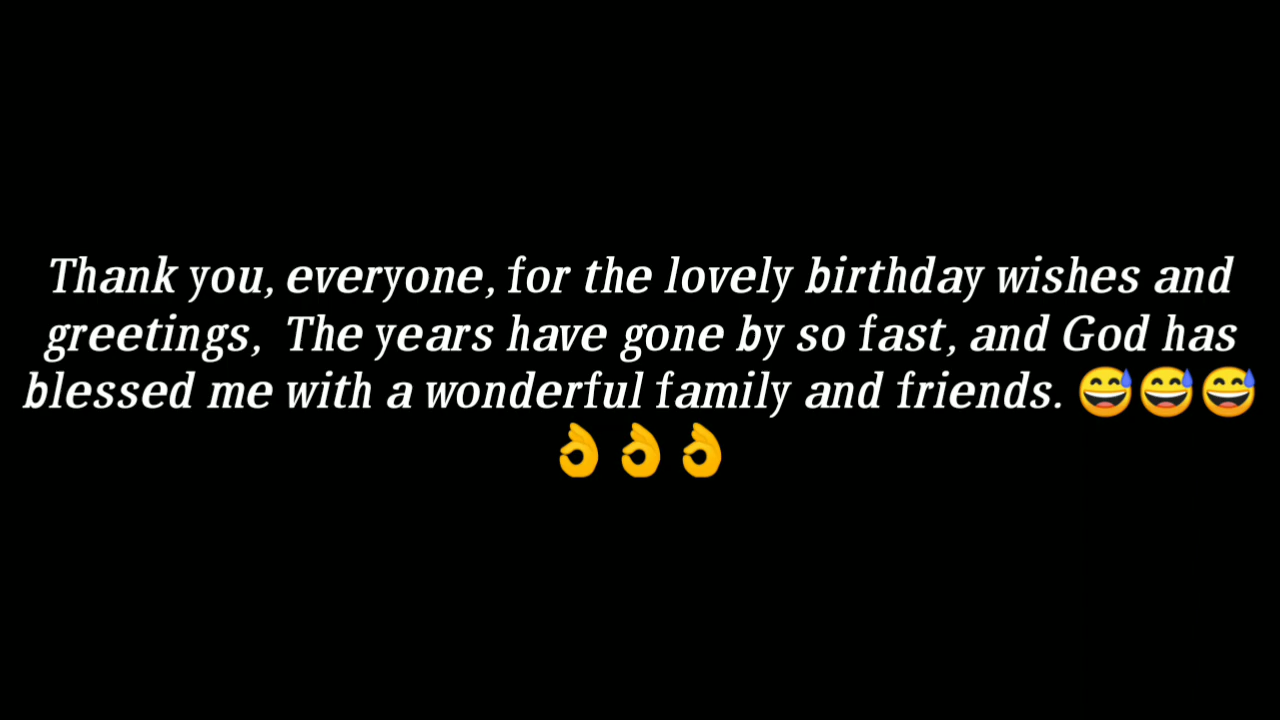 Thank you, everyone, for the lovely birthday wishes and
greetings,  The years have gone by so fast, and God has
blessed me with a wonderful family and friends. 😅😅😅
👌👌👌